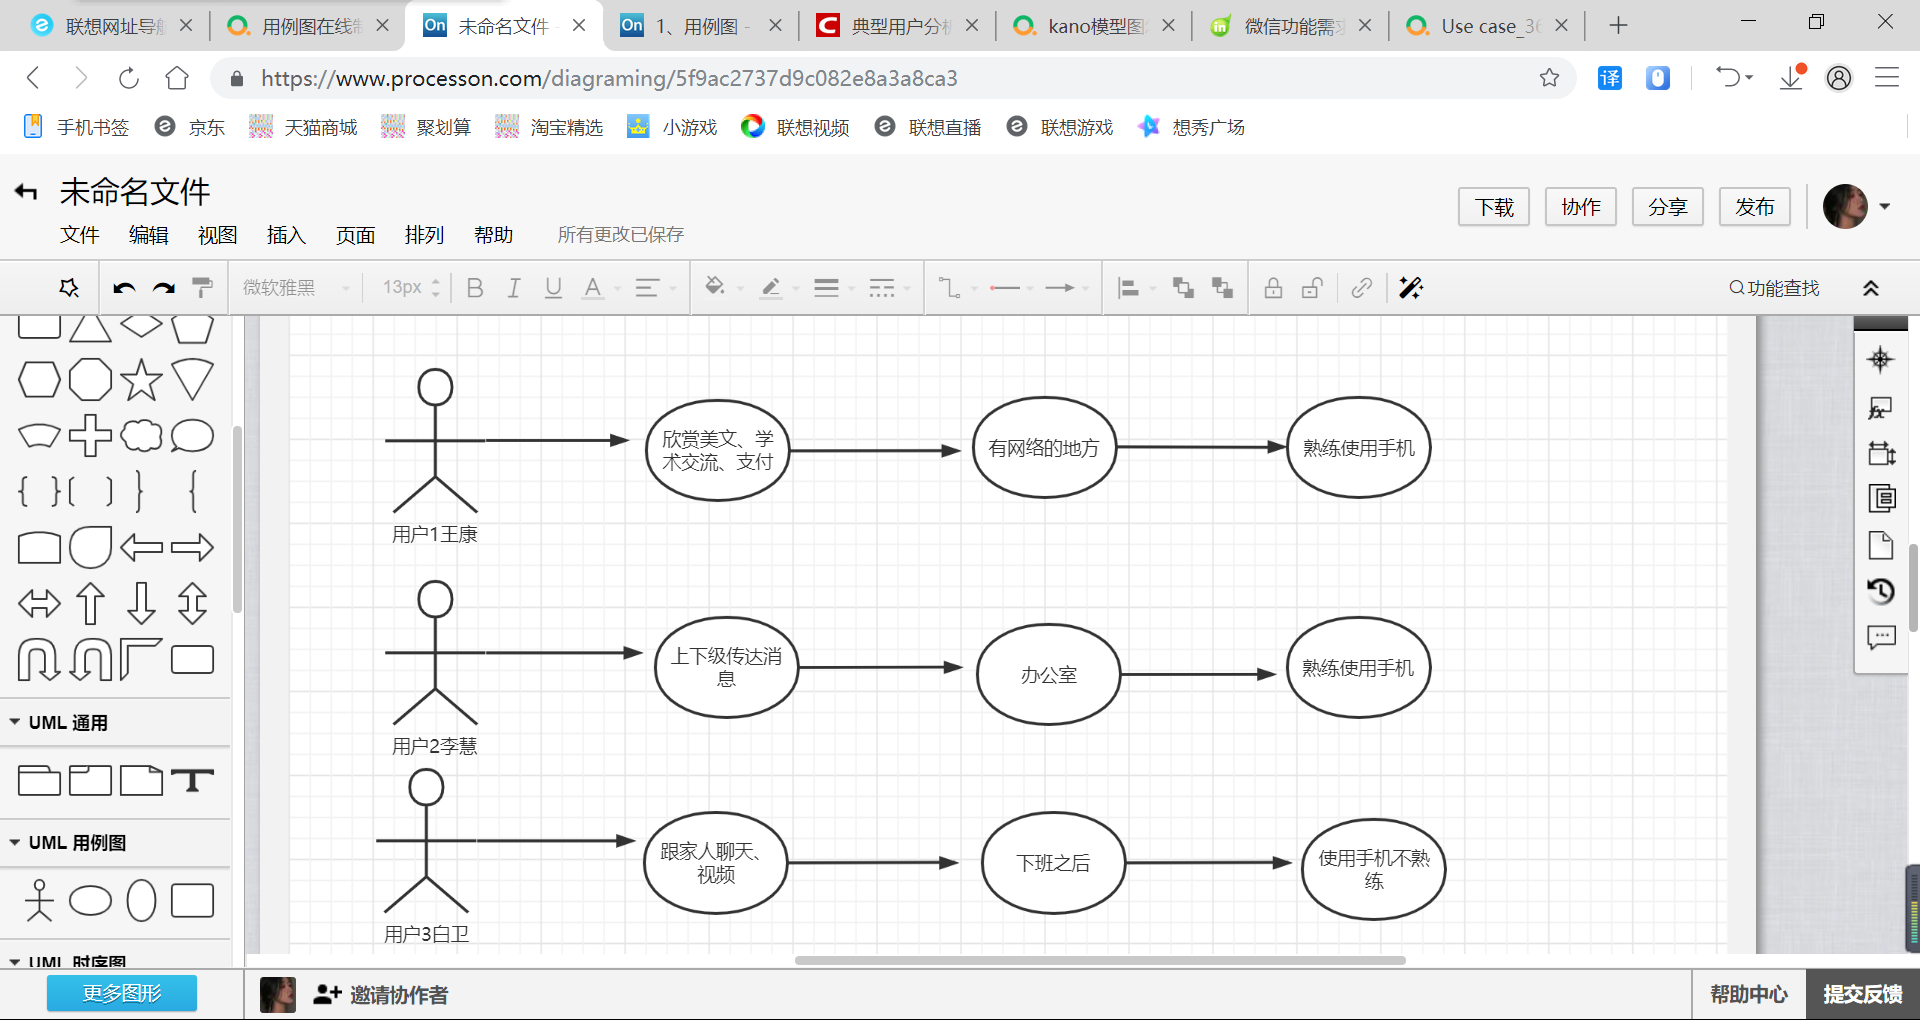 联想网址导航
用例图在线制
未命名文件 -
1、用例图 -
典型用户分析
kano模型图怎
微信功能需求
Use case_36
https://www.processon.com/diagraming/5f9ac2737d9c082e8a3a8ca3
译
手机书签
京东
天猫商城
聚划算
淘宝精选
小游戏
联想视频
联想直播
联想游戏
想秀广场
未命名文件
下载
协作
分享
发布
文件
编辑
视图
插入
页面
排列
帮助
所有更改已保存
微软雅黑
13px
B
I
U
A
功能查找
欣赏美文、学
术交流、支付
有网络的地方
熟练使用手机
用户1王康
上下级传达消
息
办公室
熟练使用手机
用户2李慧
跟家人聊天、
视频
下班之后
使用手机不熟
练
用户3白卫
UML 通用
UML 用例图
UML 时序图
更多图形
邀请协作者
帮助中心
提交反馈